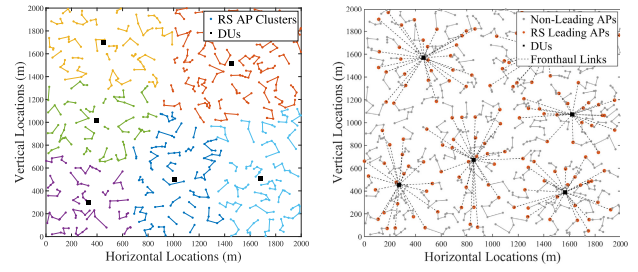 2000
1800
1600
1400
1200
1000
800
600
400
200
0
Vertical Locations (m)
RS AP Clusters
DUs
0 200 400 600 800 1000 1200 1400 1600 1800 2000
Horizontal Locations (m)
2000
1800
1600
1400
1200
1000
800
600
400
200
0
Vertical Locations (m)
Non-Leading APs
RS Leading APs
DUs
Fronthaul Links
0 200 400 600 800 1000 1200 1400 1600 1800 2000
Horizontal Locations (m)